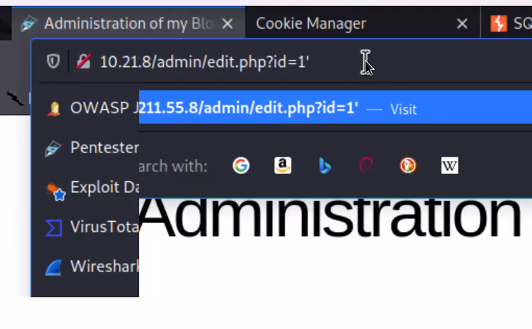 Administration of my Blo
Cookie Manager
SQ
10.21.8/admin/edit.php?id=1'
OWASP J
211.55.8/admin/edit.php?id=1' — Visit
Pentester
arch with:
Exploit Da
VirusTota
Administration
Wireshark